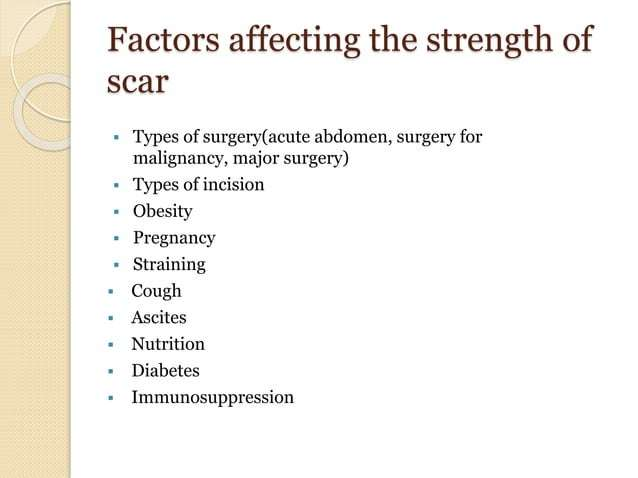 Factors affecting the strength of
scar
▪ Types of surgery(acute abdomen, surgery for
malignancy, major surgery)
▪ Types of incision
▪ Obesity
▪ Pregnancy
▪ Straining
▪ Cough
▪ Ascites
▪ Nutrition
▪ Diabetes
▪ Immunosuppression